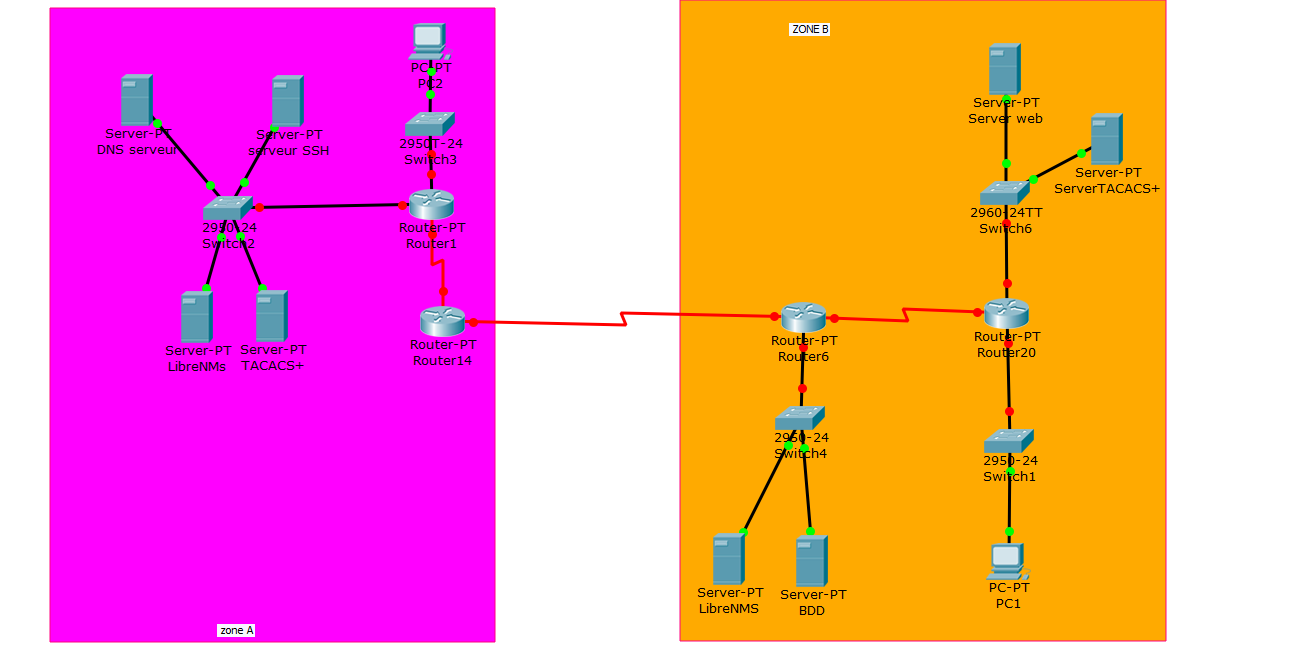 PC-PT
PC2
Server-PT
DNS serveur
Server-PT
serveur SSH
2950T-24
Switch3
2950-24
Switch2
Router-PT
Router1
Server-PT
LibreNMs
Server-PT
TACACS+
Router-PT
Router14
zone A
ZONE B
Server-PT
Server web
Server-PT
ServerTACACS+
2960-24TT
Switch6
Router-PT
Router6
Router-PT
Router20
2950-24
Switch4
2950-24
Switch1
Server-PT
LibreNMS
Server-PT
BDD
PC-PT
PC1